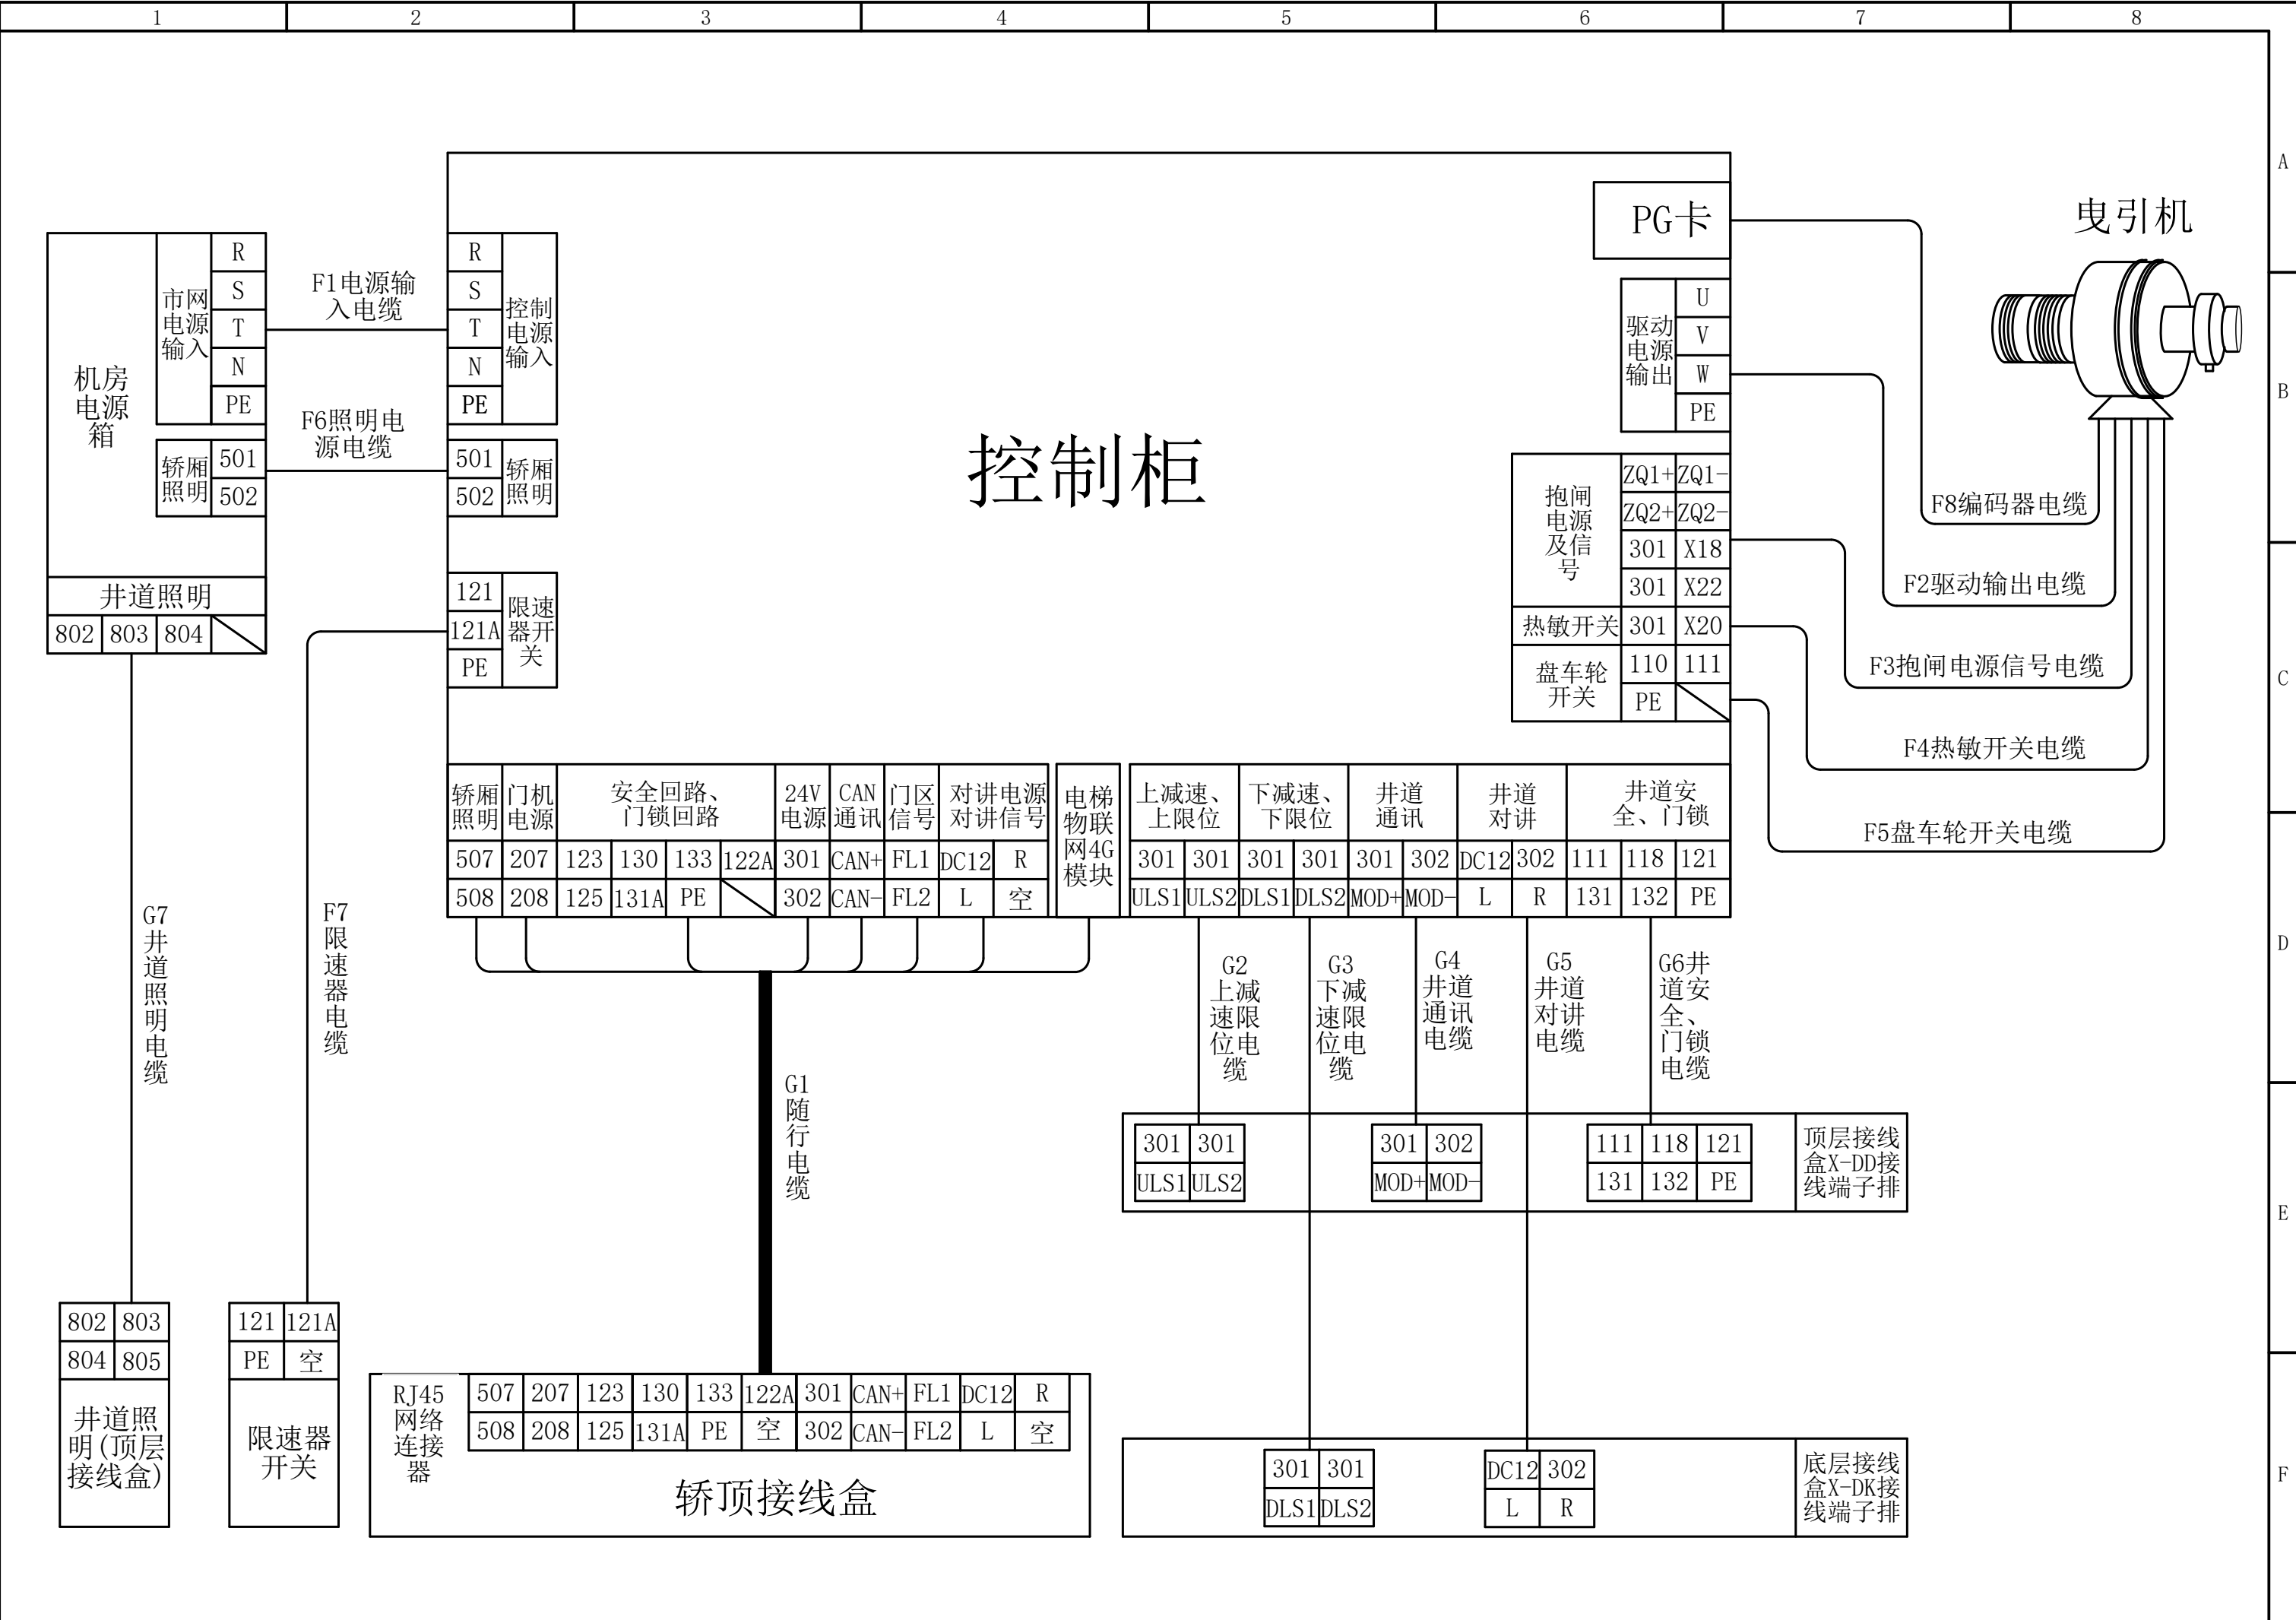 1 2 3 4 5 6 7 8
A
B
C
D
E
F
控制柜
曳引机
PG卡
机房
电源
箱
市网
电源
输入
R
S
T
N
PE
轿厢
照明
501
502
井道照明
802 803 804
F1电源输
入电缆
F6照明电
源电缆
R
S
T
N
PE
控制
电源
输入
501
502
轿厢
照明
121
121A
PE
限速
器开
关
驱动
电源
输出
U
V
W
PE
抱闸
电源
及信
号
ZQ1+ ZQ1-
ZQ2+ ZQ2-
301 X18
301 X22
热敏开关 301 X20
盘车轮
开关
110 111
PE
F8编码器电缆
F2驱动输出电缆
F3抱闸电源信号电缆
F4热敏开关电缆
F5盘车轮开关电缆
轿厢
照明
门机
电源
安全回路、
门锁回路
24V
电源
CAN
通讯
门区
信号
对讲电源
对讲信号
507 207 123 130 133 122A 301 CAN+ FL1 DC12 R
508 208 125 131A PE 302 CAN- FL2 L 空
电梯
物联
网4G
模块
上减速、
上限位
下减速、
下限位
井道
通讯
井道
对讲
井道安
全、门锁
301 301 301 301 301 302 DC12 302 111 118 121
ULS1 ULS2 DLS1 DLS2 MOD+ MOD- L R 131 132 PE
G7
井
道
照
明
电
缆
F7
限
速
器
电
缆
G1
随
行
电
缆
G2
上减
速限
位电
缆
G3
下减
速限
位电
缆
G4
井道
通讯
电缆
G5
井道
对讲
电缆
G6井
道安
全、
门锁
电缆
301 301
ULS1 ULS2
301 302
MOD+ MOD-
111 118 121
131 132 PE
顶层接线
盒X-DD接
线端子排
802 803
804 805
井道照
明(顶层
接线盒)
121 121A
PE 空
限速器
开关
RJ45
网络
连接
器
507 207 123 130 133 122A 301 CAN+ FL1 DC12 R
508 208 125 131A PE 空 302 CAN- FL2 L 空
轿顶接线盒
301 301
DLS1 DLS2
DC12 302
L R
底层接线
盒X-DK接
线端子排